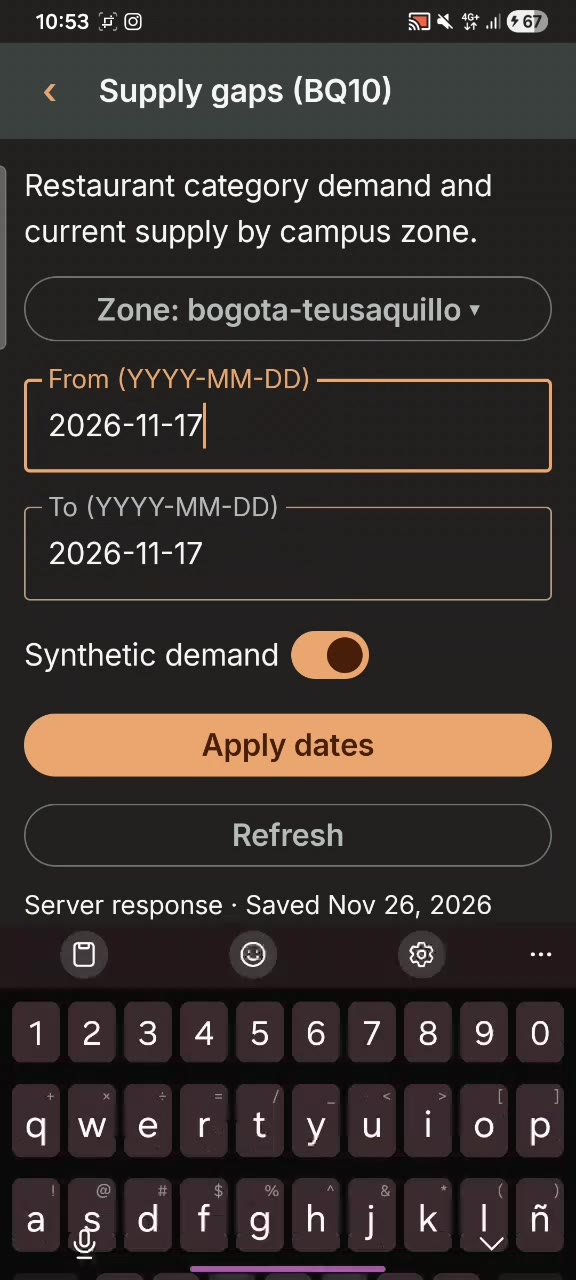 10:53
4G+
67
‹ Supply gaps (BQ10)
Restaurant category demand and
current supply by campus zone.
Zone: bogota-teusaquillo ▾
From (YYYY-MM-DD)
2026-11-17
To (YYYY-MM-DD)
2026-11-17
Synthetic demand
Apply dates
Refresh
Server response · Saved Nov 26, 2026
1 2 3 4 5 6 7 8 9 0
+ × ÷ = / _ < > [ ]
q w e r t y u i o p
! @ # $ % ^ & * ( )
a s d f g h j k l ñ